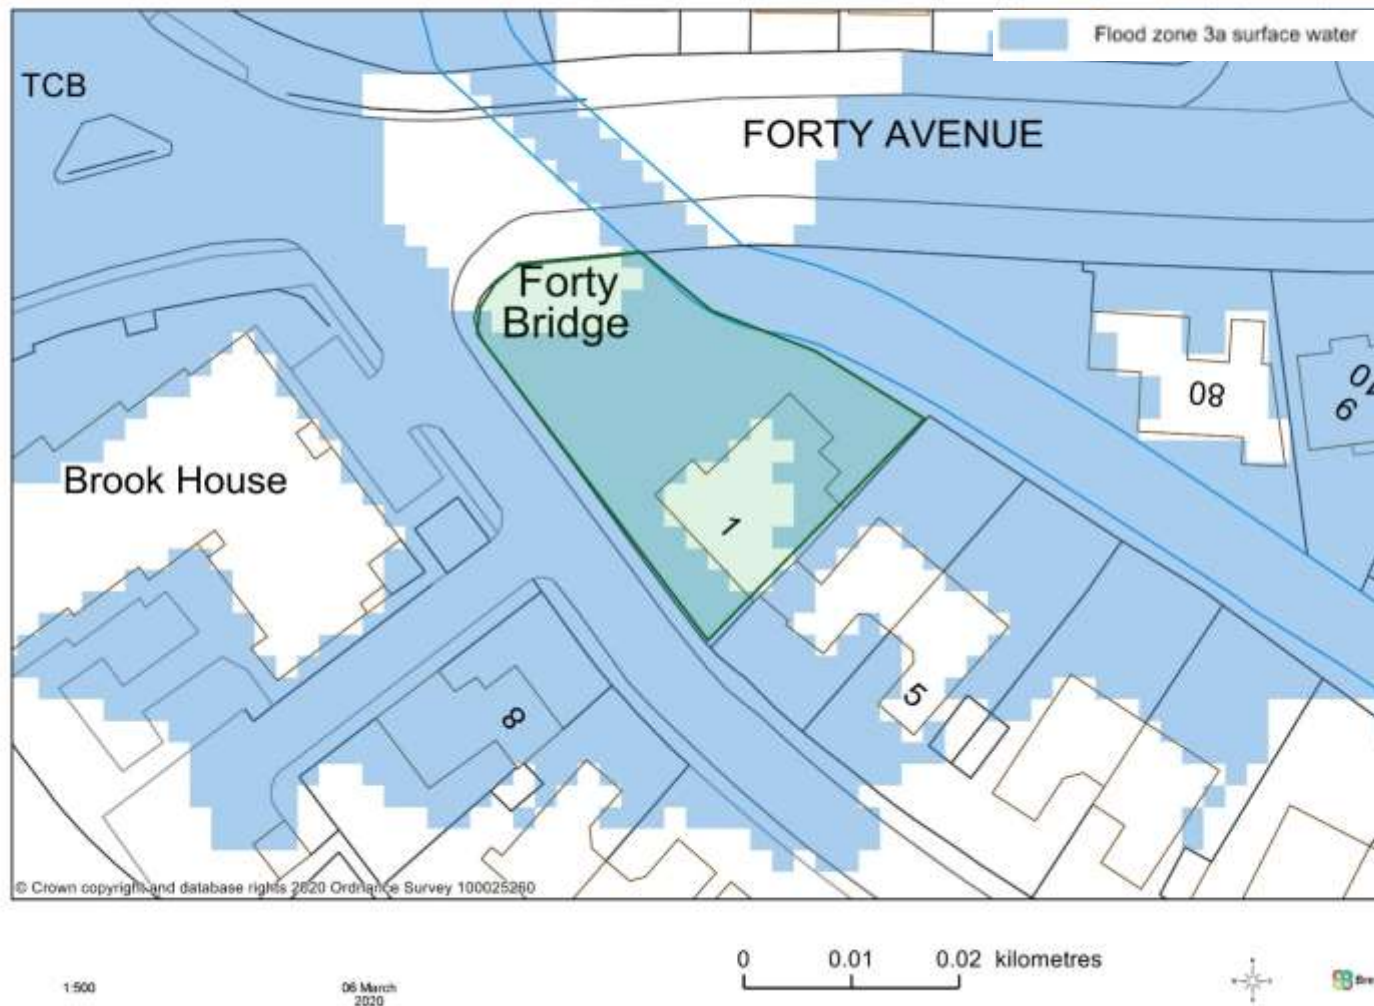 Flood zone 3a surface water
TCB
FORTY AVENUE
Forty
Bridge
80
Brook House
1
5
8
© Crown copyright and database rights 2020 Ordnance Survey 100025260
0 0.01 0.02 kilometres
1:500
06 March
2020